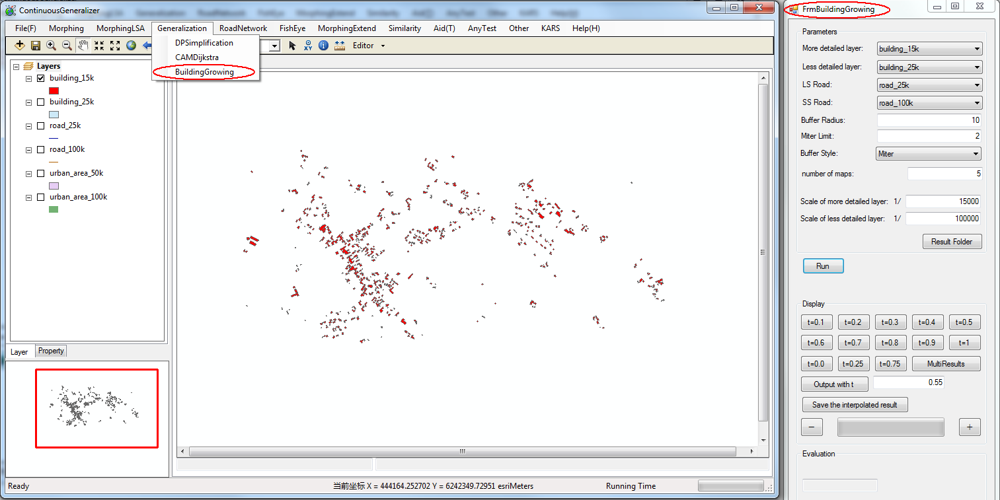 ContinuousGeneralizer
File(F) Morphing MorphingLSA Generalization RoadNetwork FishEye MorphingExtend Similarity Aid(T) AnyTest Other KARS Help(H)
DPSimplification
CAMDijkstra
BuildingGrowing
XY
Editor
Layers
building_15k
building_25k
road_25k
road_100k
urban_area_50k
urban_area_100k
Layer Property
Ready
当前坐标 X = 444164.252702 Y = 6242349.72951 esriMeters
Running Time
FrmBuildingGrowing
Parameters
More detailed layer: building_15k
Less detailed layer: building_25k
LS Road: road_25k
SS Road: road_100k
Buffer Radius: 10
Miter Limit: 2
Buffer Style: Miter
number of maps: 5
Scale of more detailed layer: 1/ 15000
Scale of less detailed layer: 1/ 100000
Result Folder
Run
Display
t=0.1 t=0.2 t=0.3 t=0.4 t=0.5
t=0.6 t=0.7 t=0.8 t=0.9 t=1
t=0.0 t=0.25 t=0.75 MultiResults
Output with t 0.55
Save the interpolated result
− +
Evaluation